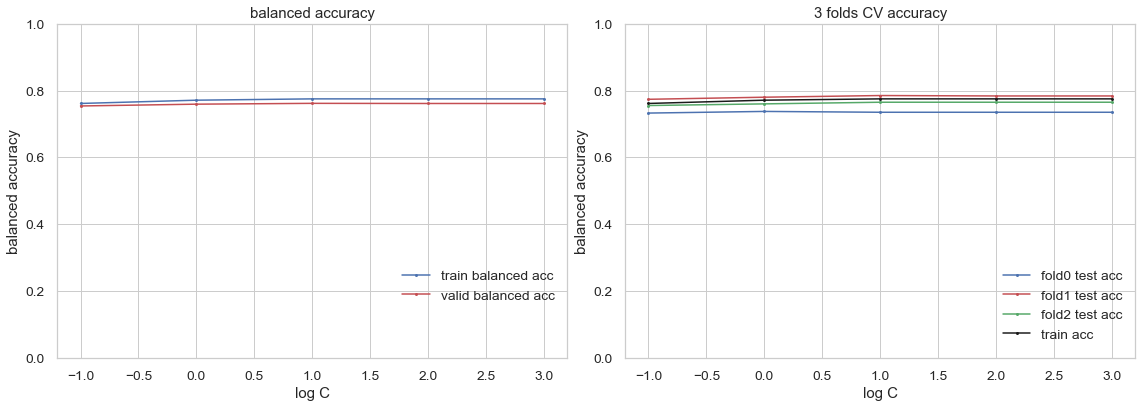 balanced accuracy
balanced accuracy
1.0
0.8
0.6
0.4
0.2
0.0
train balanced acc
valid balanced acc
−1.0 −0.5 0.0 0.5 1.0 1.5 2.0 2.5 3.0
log C
3 folds CV accuracy
balanced accuracy
1.0
0.8
0.6
0.4
0.2
0.0
fold0 test acc
fold1 test acc
fold2 test acc
train acc
−1.0 −0.5 0.0 0.5 1.0 1.5 2.0 2.5 3.0
log C